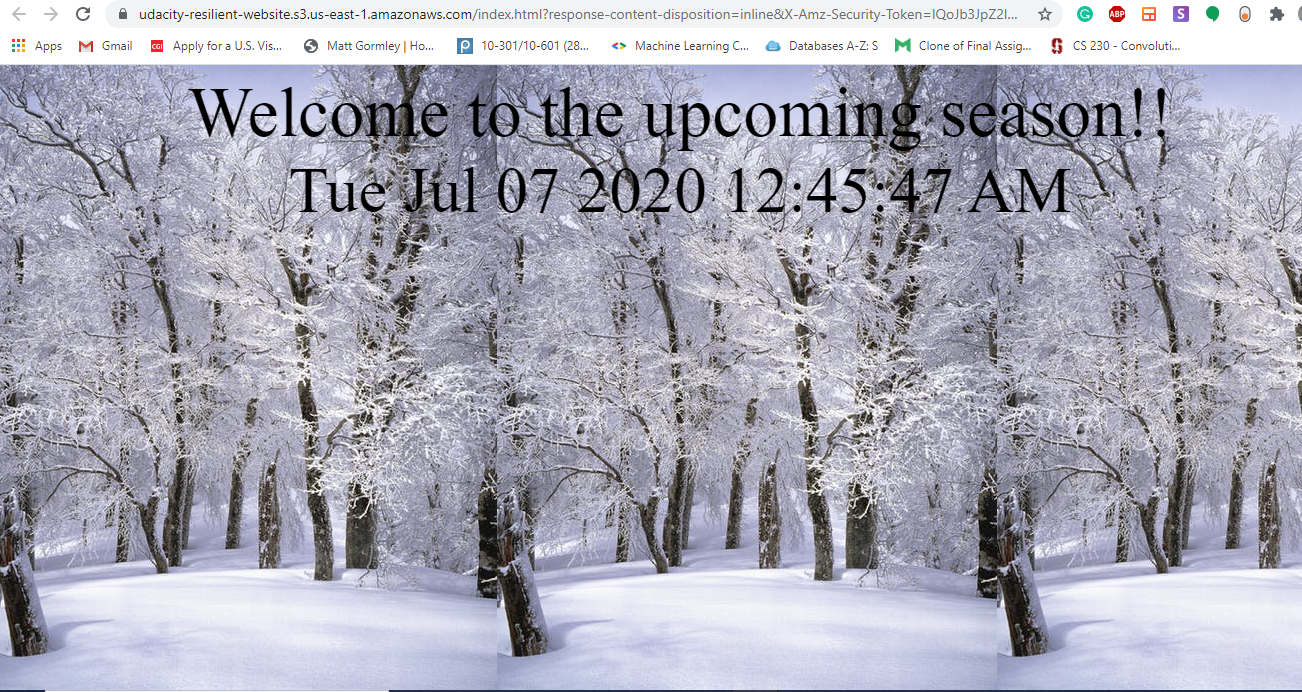 udacity-resilient-website.s3.us-east-1.amazonaws.com/index.html?response-content-disposition=inline&X-Amz-Security-Token=IQoJb3JpZ2l...
ABP
S
Apps
Gmail
CGI
Apply for a U.S. Vis...
Matt Gormley | Ho...
10-301/10-601 (28...
Machine Learning C...
Databases A-Z: S
Clone of Final Assig...
CS 230 - Convoluti...
Welcome to the upcoming season!!
Tue Jul 07 2020 12:45:47 AM